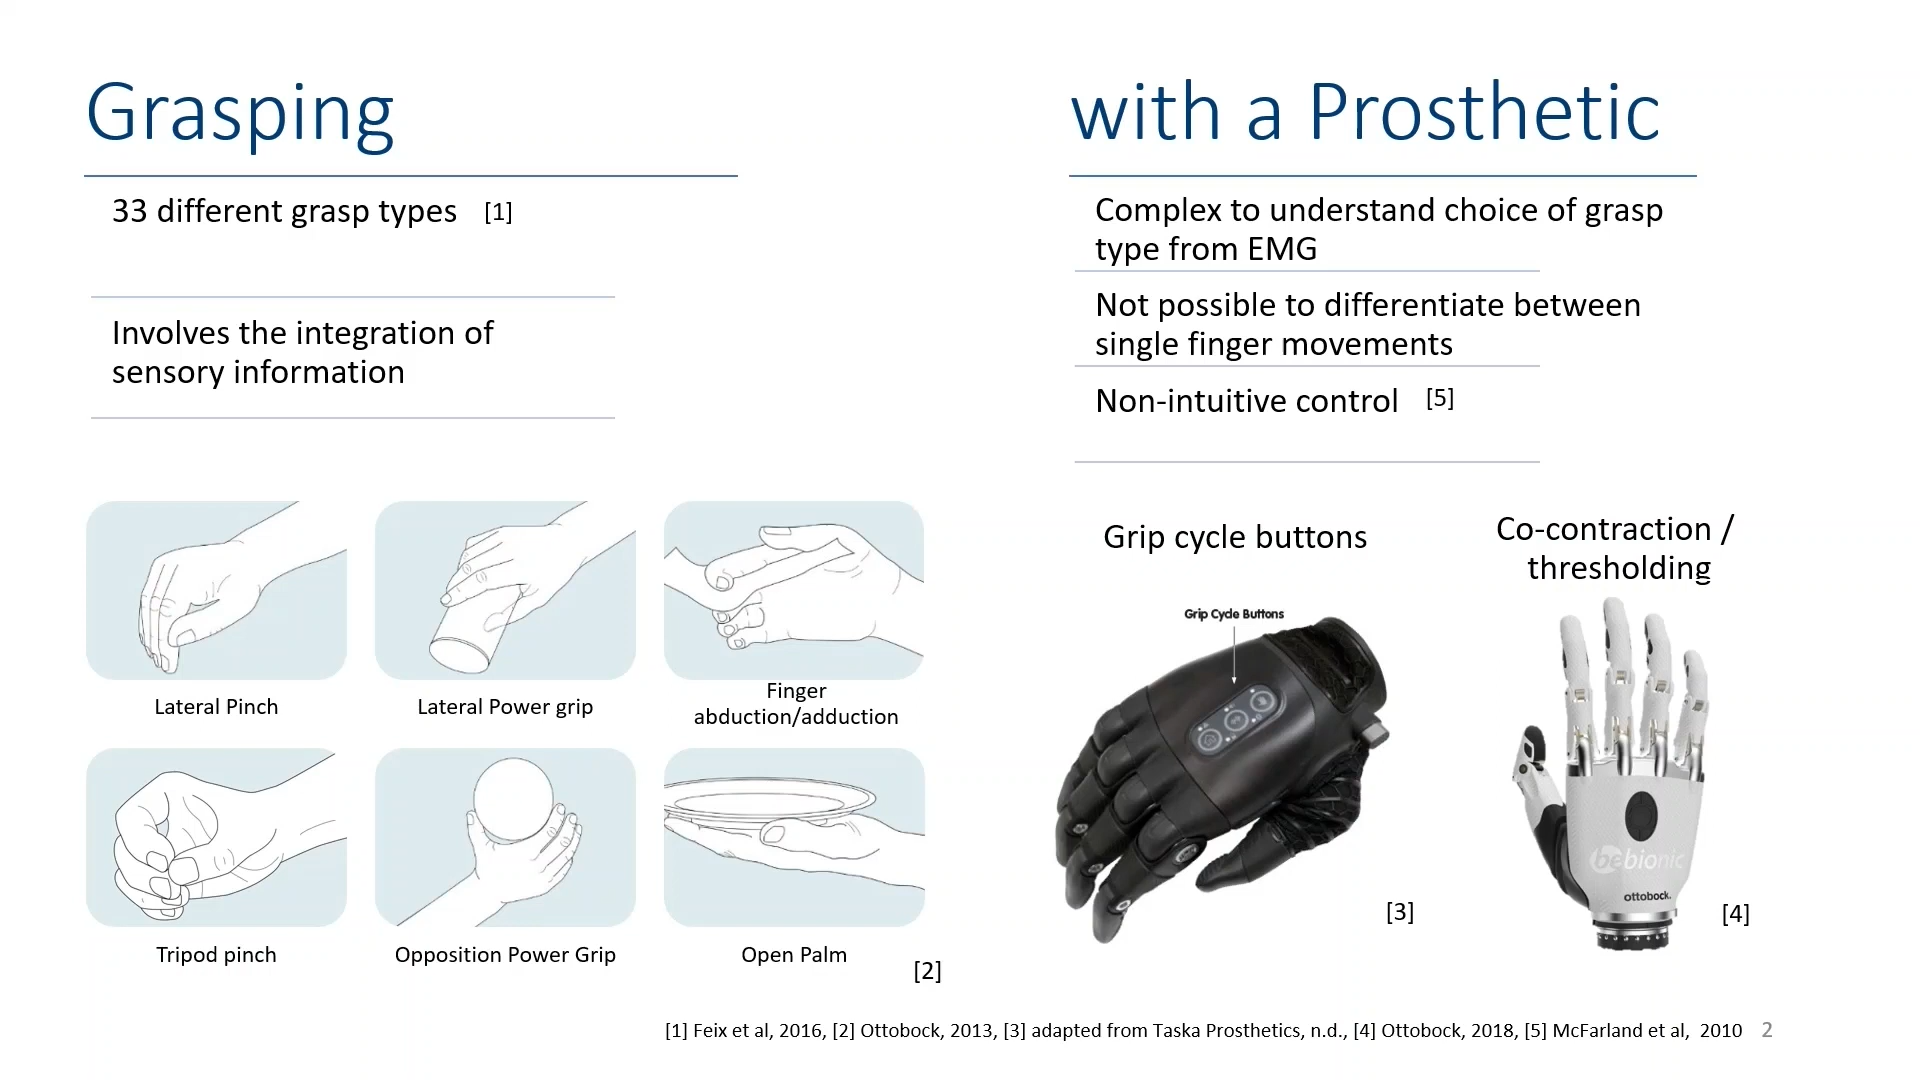 Grasping
33 different grasp types [1]
Involves the integration of
sensory information
Lateral Pinch
Lateral Power grip
Finger
abduction/adduction
Tripod pinch
Opposition Power Grip
Open Palm
[2]
with a Prosthetic
Complex to understand choice of grasp
type from EMG
Not possible to differentiate between
single finger movements
Non-intuitive control [5]
Grip cycle buttons
Grip Cycle Buttons
[3]
Co-contraction /
thresholding
bebionic
ottobock.
[4]
[1] Feix et al, 2016, [2] Ottobock, 2013, [3] adapted from Taska Prosthetics, n.d., [4] Ottobock, 2018, [5] McFarland et al, 2010 2